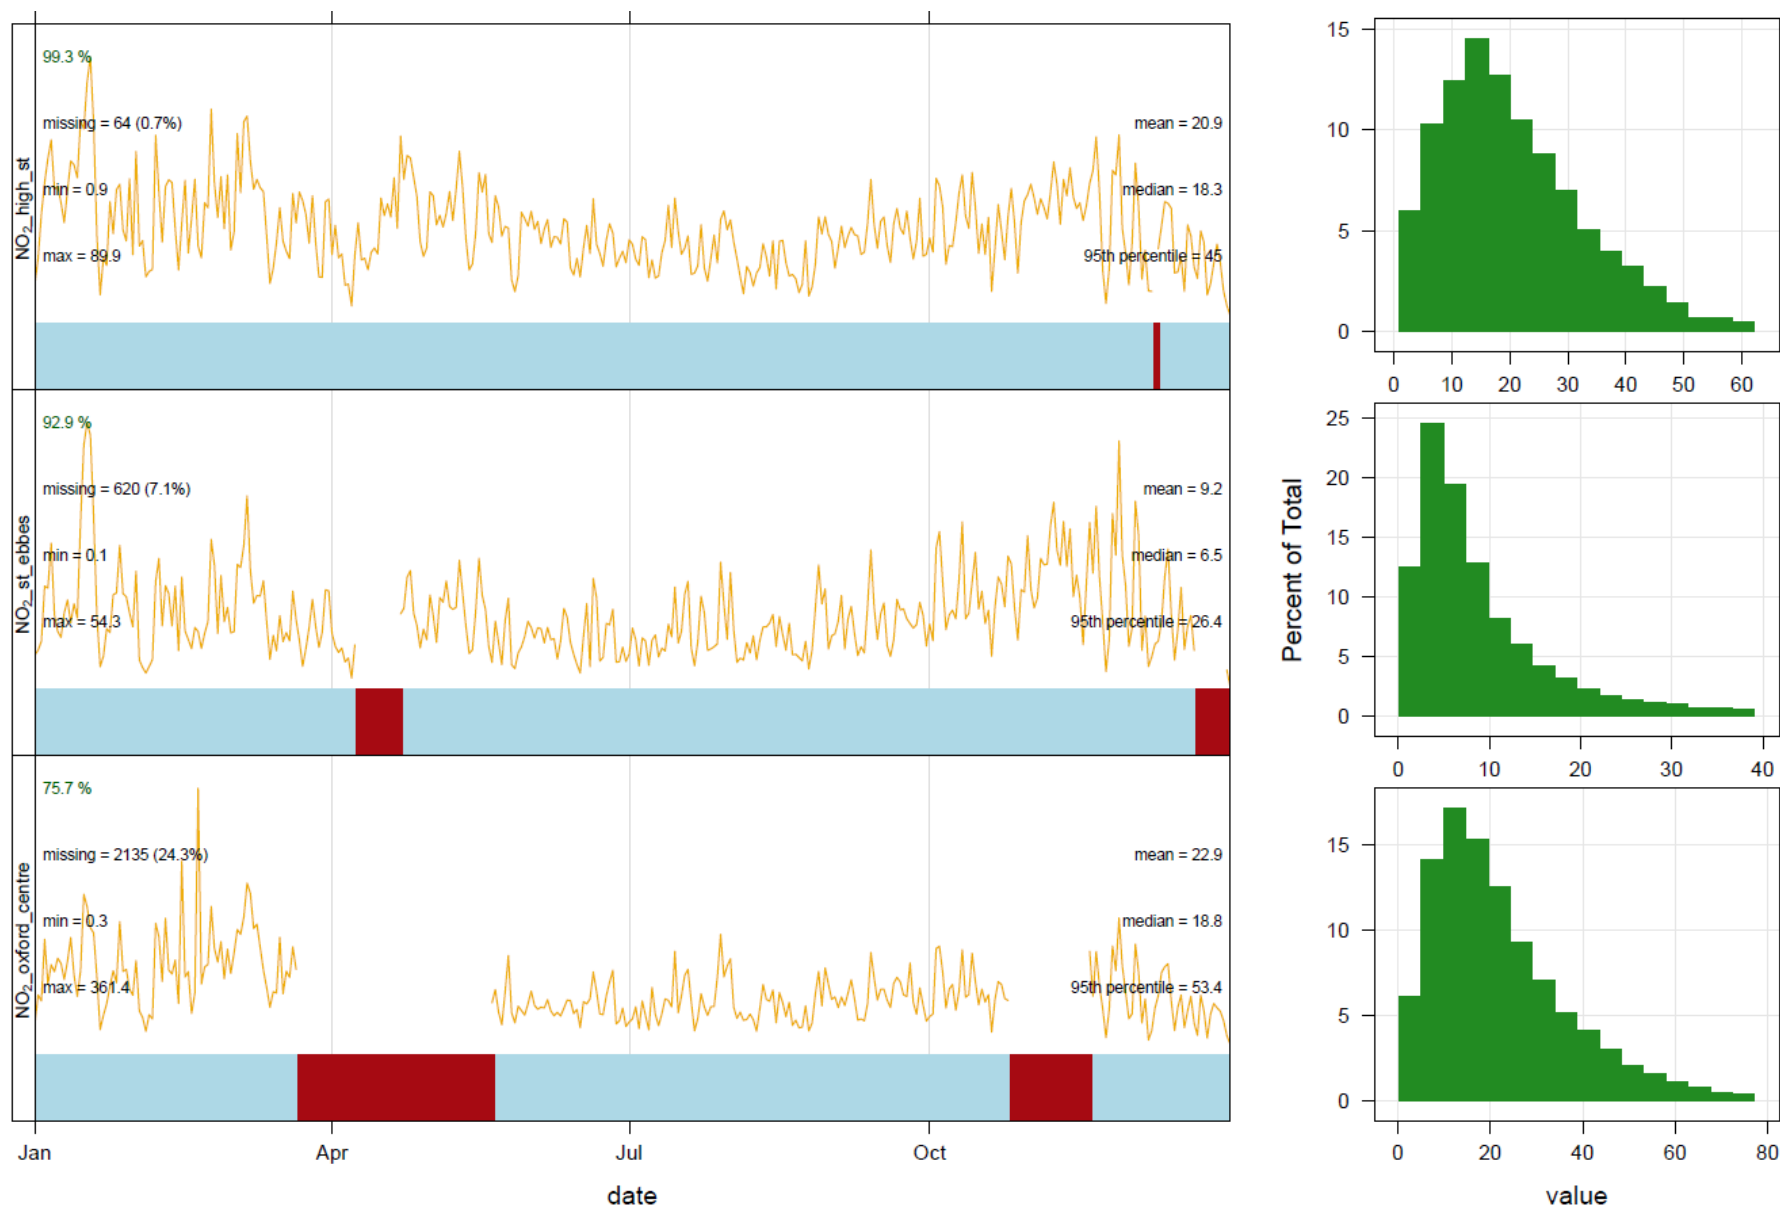 NO2_high_st
99.3 %
missing = 64 (0.7%)
min = 0.9
max = 89.9
mean = 20.9
median = 18.3
95th percentile = 45
NO2_st_ebbes
92.9 %
missing = 620 (7.1%)
min = 0.1
max = 54.3
mean = 9.2
median = 6.5
95th percentile = 26.4
NO2_oxford_centre
75.7 %
missing = 2135 (24.3%)
min = 0.3
max = 361.4
mean = 22.9
median = 18.8
95th percentile = 53.4
Jan Apr Jul Oct
date
Percent of Total
15
10
5
0
0 10 20 30 40 50 60
25
20
15
10
5
0
0 10 20 30 40
15
10
5
0
0 20 40 60 80
value